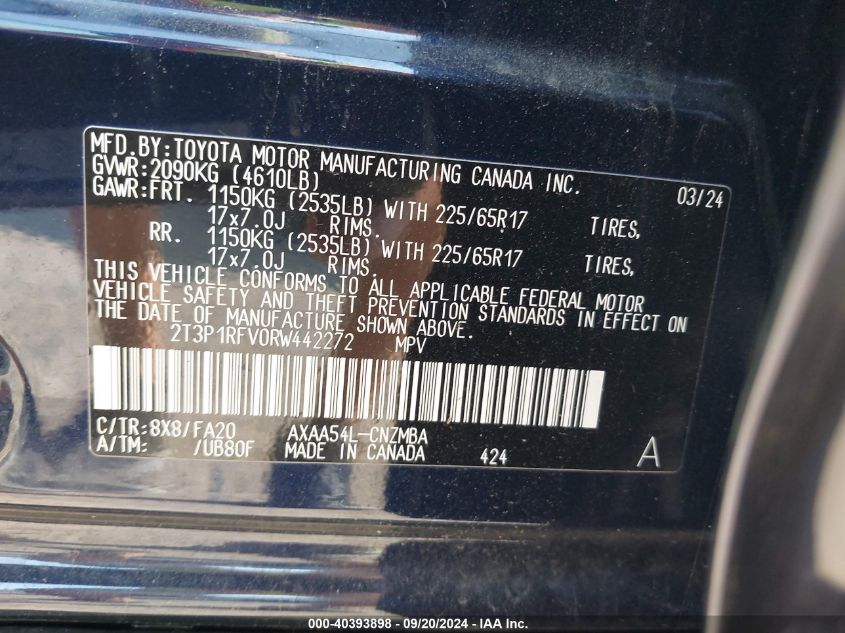 MFD.BY:TOYOTA MOTOR MANUFACTURING CANADA INC.
GVWR:2090KG (4610LB) 03/24
GAWR:FRT. 1150KG (2535LB) WITH 225/65R17 TIRES,
17x7.0J RIMS.
RR. 1150KG (2535LB) WITH 225/65R17 TIRES,
17x7.0J RIMS.
THIS VEHICLE CONFORMS TO ALL APPLICABLE FEDERAL MOTOR
VEHICLE SAFETY AND THEFT PREVENTION STANDARDS IN EFFECT ON
THE DATE OF MANUFACTURE SHOWN ABOVE.
2T3P1RFV0RW442272 MPV
C/TR:8X8/FA20 AXAA54L-CNZMBA
A/TM: /UB80F MADE IN CANADA 424 A
000-40393898 - 09/20/2024 - IAA Inc.